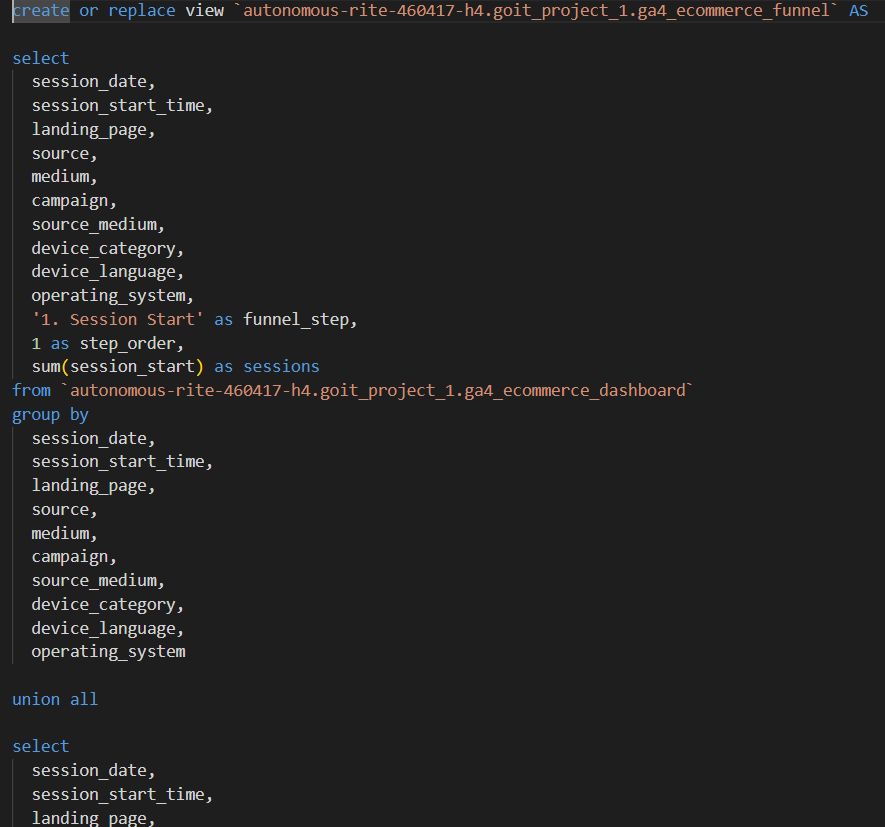 create or replace view `autonomous-rite-460417-h4.goit_project_1.ga4_ecommerce_funnel` AS
select
session_date,
session_start_time,
landing_page,
source,
medium,
campaign,
source_medium,
device_category,
device_language,
operating_system,
'1. Session Start' as funnel_step,
1 as step_order,
sum(session_start) as sessions
from `autonomous-rite-460417-h4.goit_project_1.ga4_ecommerce_dashboard`
group by
session_date,
session_start_time,
landing_page,
source,
medium,
campaign,
source_medium,
device_category,
device_language,
operating_system
union all
select
session_date,
session_start_time,
landing_page,